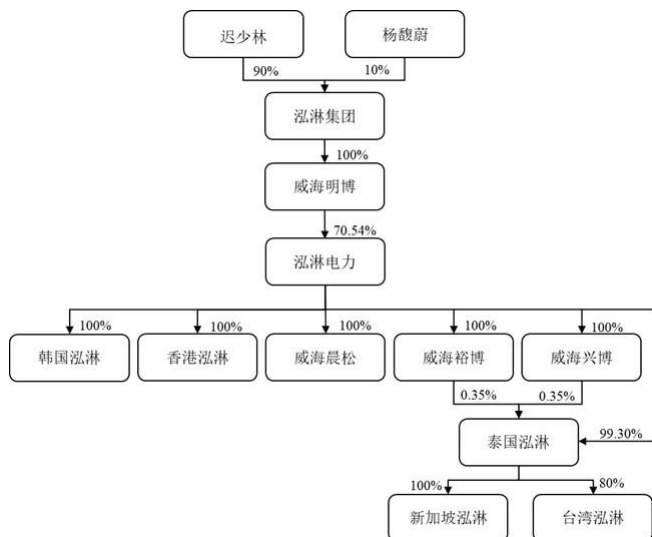 迟少林
杨馥蔚
90%
10%
泓淋集团
100%
威海明博
70.54%
泓淋电力
100%
100%
100%
100%
100%
韩国泓淋
香港泓淋
威海晨松
威海裕博
威海兴博
0.35%
0.35%
泰国泓淋
99.30%
100%
80%
新加坡泓淋
台湾泓淋